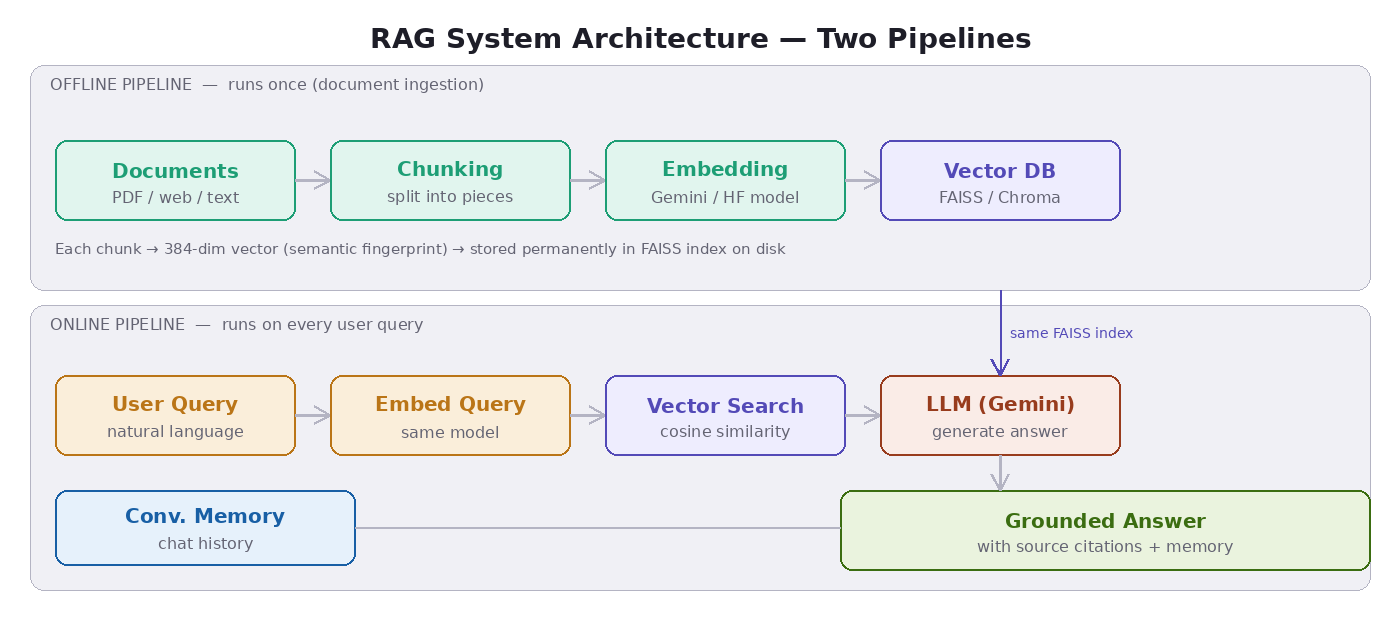 RAG System Architecture — Two Pipelines
OFFLINE PIPELINE — runs once (document ingestion)
Documents
PDF / web / text
Chunking
split into pieces
Embedding
Gemini / HF model
Vector DB
FAISS / Chroma
Each chunk → 384-dim vector (semantic fingerprint) → stored permanently in FAISS index on disk
ONLINE PIPELINE — runs on every user query
same FAISS index
User Query
natural language
Embed Query
same model
Vector Search
cosine similarity
LLM (Gemini)
generate answer
Conv. Memory
chat history
Grounded Answer
with source citations + memory